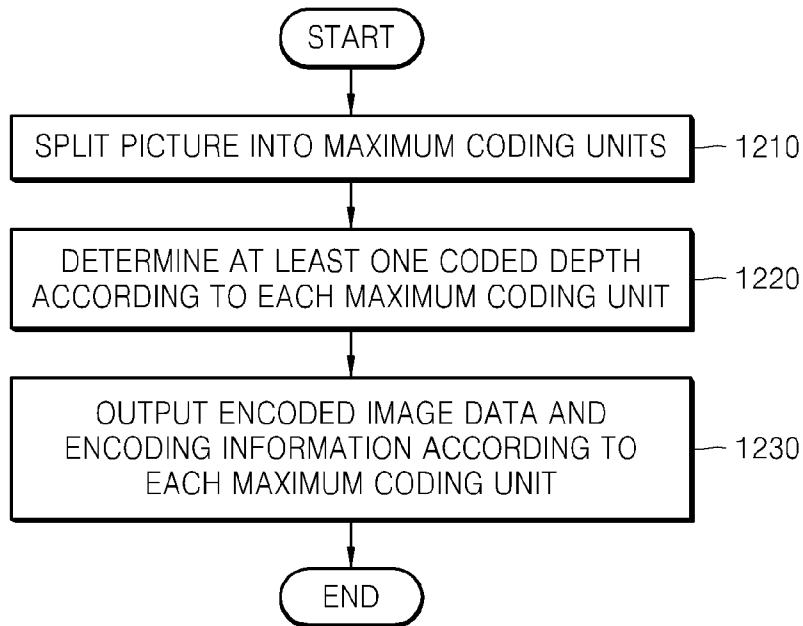 START
SPLIT PICTURE INTO MAXIMUM CODING UNITS
1210
DETERMINE AT LEAST ONE CODED DEPTH
ACCORDING TO EACH MAXIMUM CODING UNIT
1220
OUTPUT ENCODED IMAGE DATA AND
ENCODING INFORMATION ACCORDING TO
EACH MAXIMUM CODING UNIT
1230
END